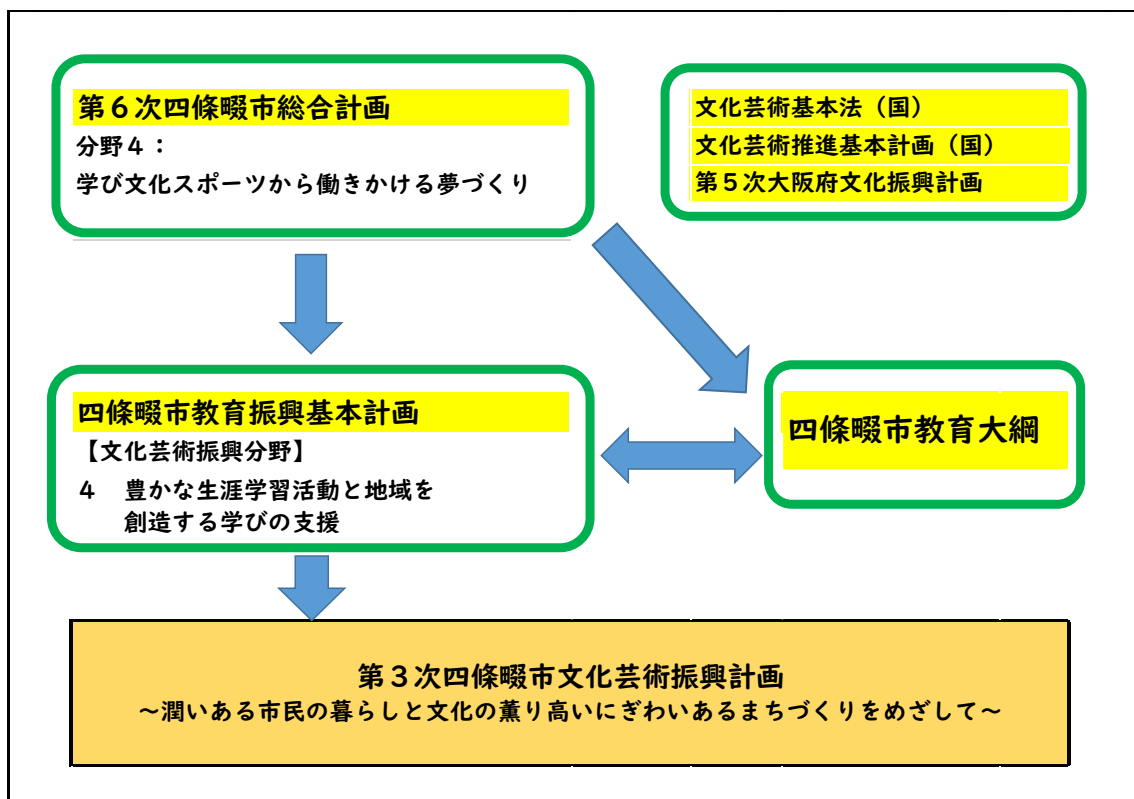 第６次四條畷市総合計画
分野４：
学び文化スポーツから働きかける夢づくり
文化芸術基本法（国）
文化芸術推進基本計画（国）
第５次大阪府文化振興計画
四條畷市教育振興基本計画
【文化芸術振興分野】
４　豊かな生涯学習活動と地域を
創造する学びの支援
四條畷市教育大綱
第３次四條畷市文化芸術振興計画
～潤いある市民の暮らしと文化の薫り高いにぎわいあるまちづくりをめざして～